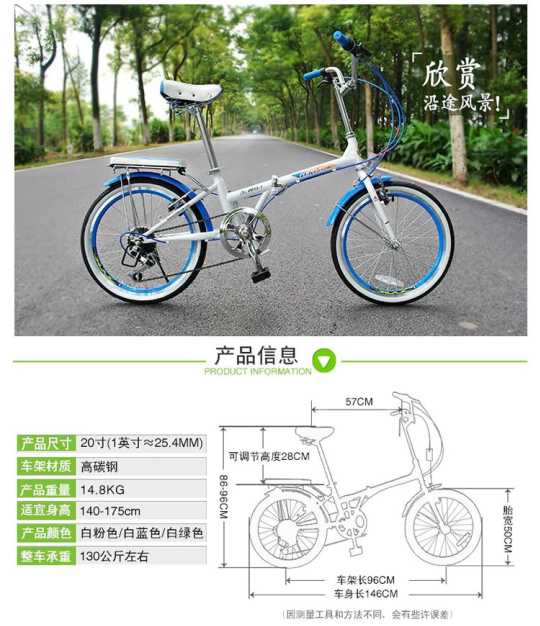 欣赏
沿途风景!
产品信息
PRODUCT INFORMATION
57CM
可调节高度28CM
86-96CM
胎宽50CM
车架长96CM
车身长146CM
(因测量工具和方法不同、会有些许误差)
产品尺寸 20寸(1英寸≈25.4MM)
车架材质 高碳钢
产品重量 14.8KG
适宜身高 140-175cm
产品颜色 白粉色/白蓝色/白绿色
整车承重 130公斤左右